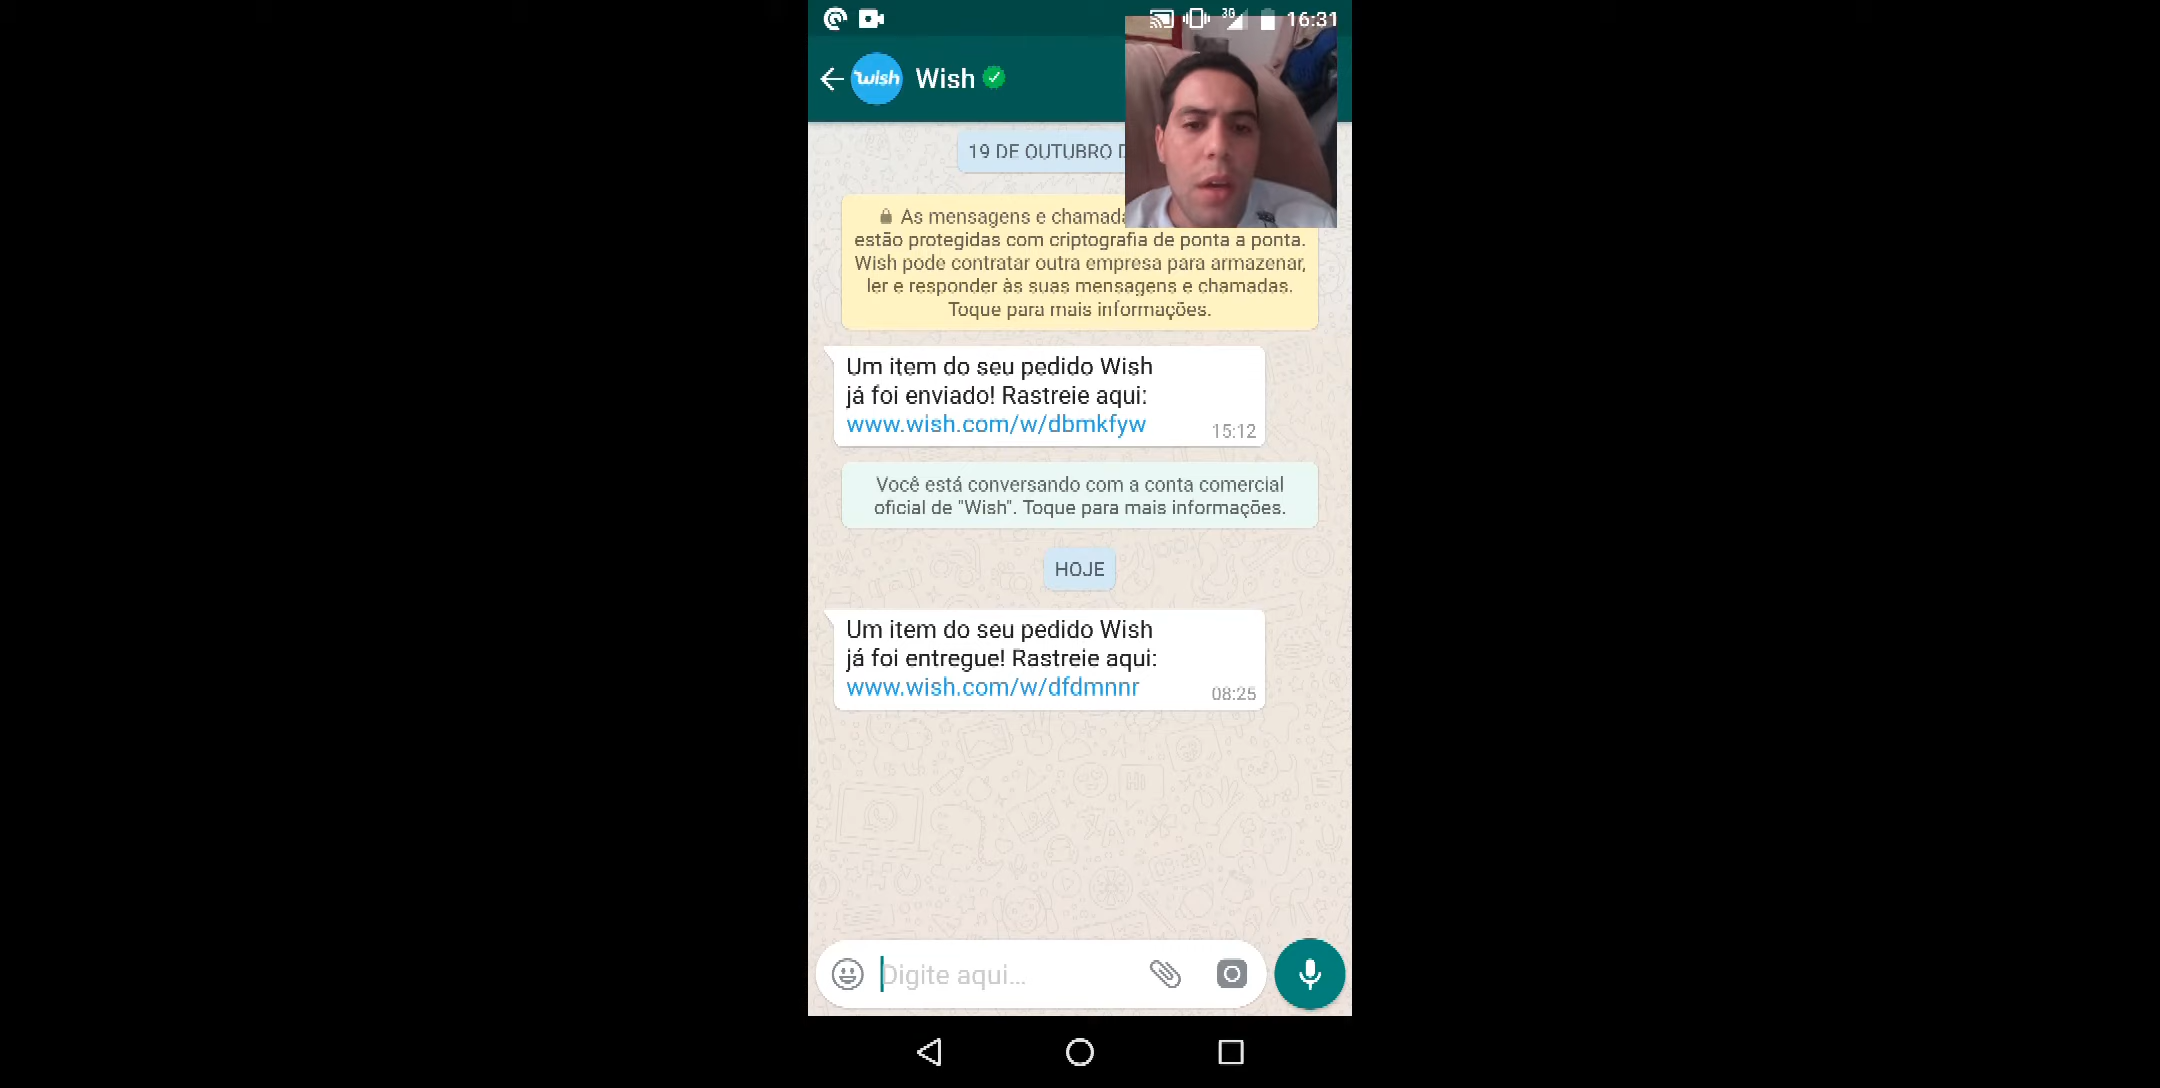 3G
16:31
wish
Wish
19 DE OUTUBRO
As mensagens e
estão protegidas com criptografia de ponta a ponta.
Wish pode contratar outra empresa para armazenar,
ler e responder às suas mensagens e chamadas.
Toque para mais informações.
Um item do seu pedido Wish
já foi enviado! Rastreie aqui:
www.wish.com/w/dbmkfyw
15:12
Você está conversando com a conta comercial
oficial de "Wish". Toque para mais informações.
HOJE
Um item do seu pedido Wish
já foi entregue! Rastreie aqui:
www.wish.com/w/dfdmnnr
08:25
Digite aqui...